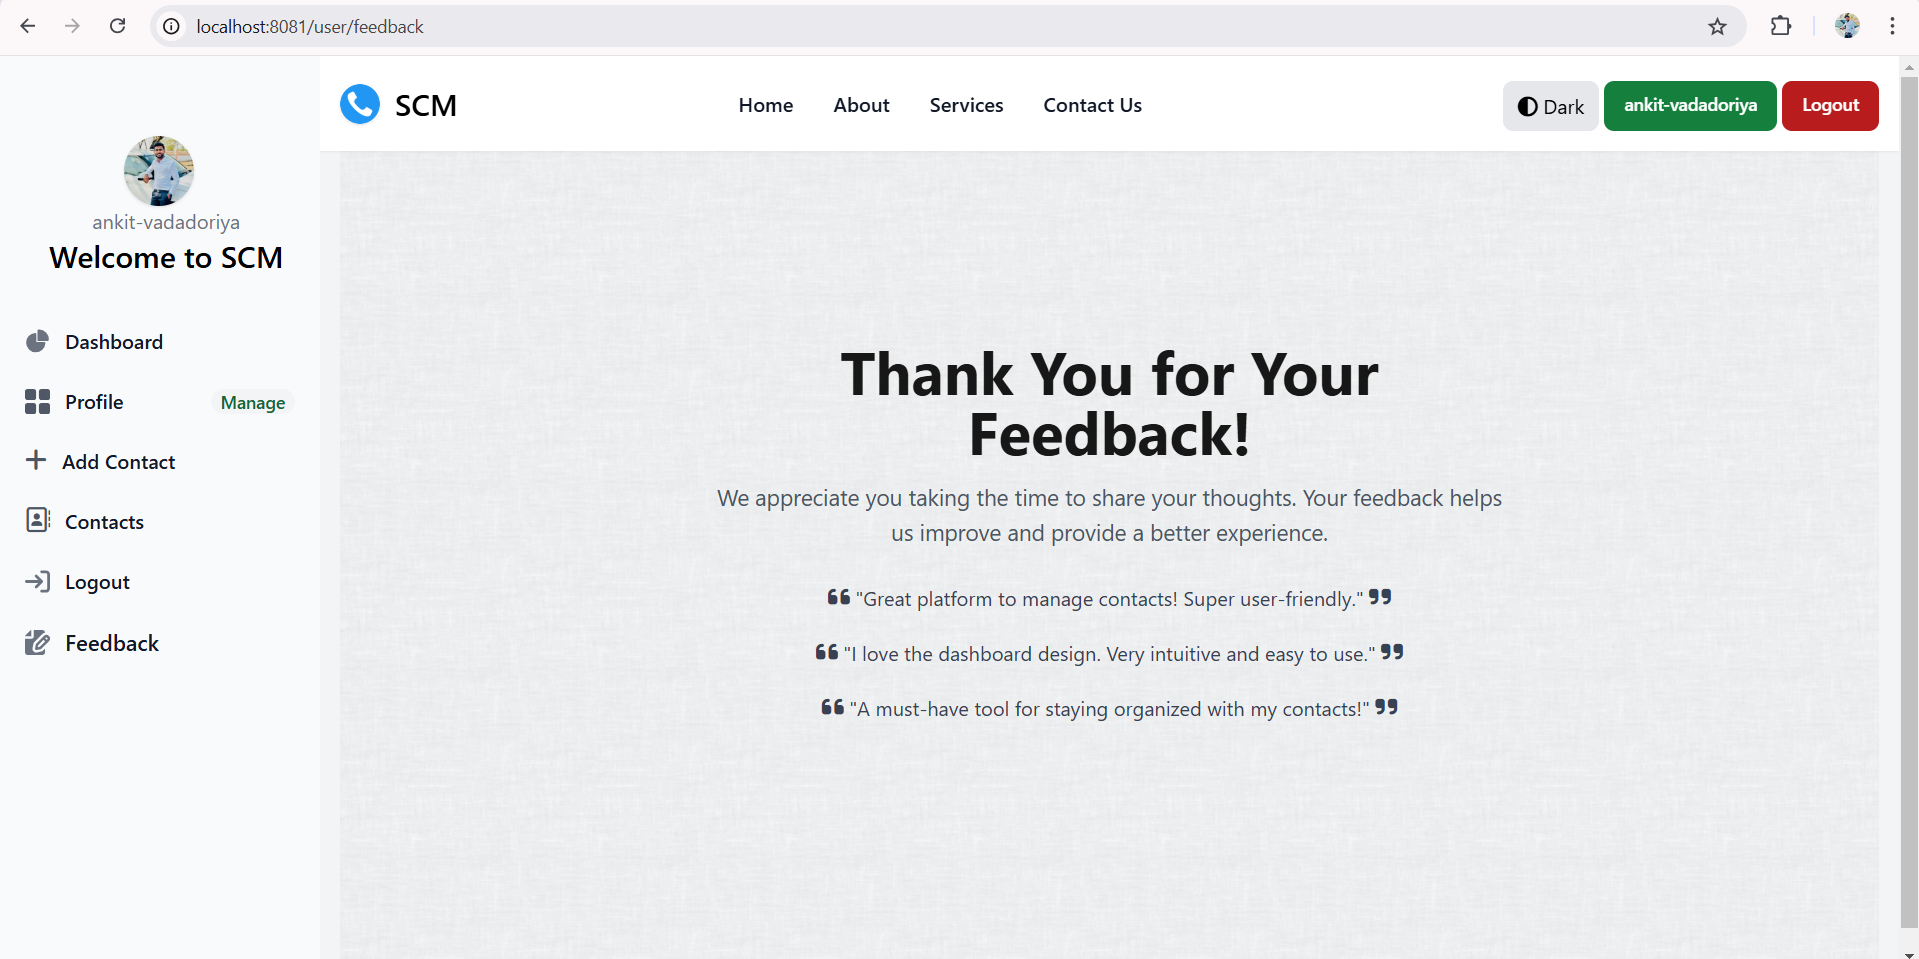 localhost:8081/user/feedback
SCM
Home
About
Services
Contact Us
Dark
ankit-vadadoriya
Logout
ankit-vadadoriya
Welcome to SCM
Dashboard
Profile
Manage
Add Contact
Contacts
Logout
Feedback
Thank You for Your
Feedback!
We appreciate you taking the time to share your thoughts. Your feedback helps
us improve and provide a better experience.
❝ "Great platform to manage contacts! Super user-friendly." ❞
❝ "I love the dashboard design. Very intuitive and easy to use." ❞
❝ "A must-have tool for staying organized with my contacts!" ❞